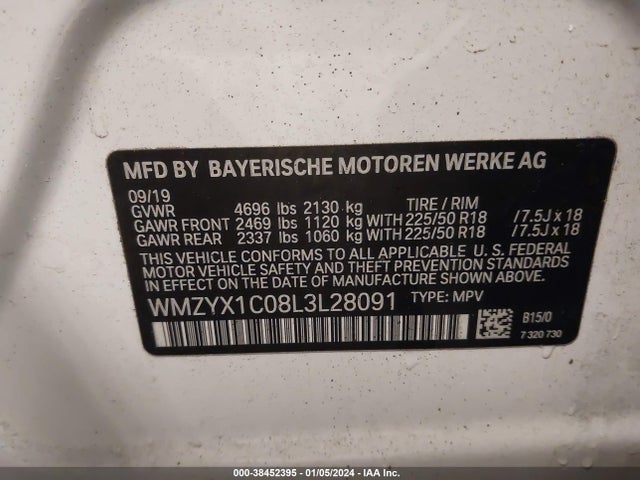 MFD BY BAYERISCHE MOTOREN WERKE AG
09/19
GVWR 4696 lbs 2130 kg TIRE / RIM
GAWR FRONT 2469 lbs 1120 kg WITH 225/50 R18 /7.5J x 18
GAWR REAR 2337 lbs 1060 kg WITH 225/50 R18 /7.5J x 18
THIS VEHICLE CONFORMS TO ALL APPLICABLE U.S. FEDERAL
MOTOR VEHICLE SAFETY AND THEFT PREVENTION STANDARDS
IN EFFECT ON THE DATE OF MANUFACTURE SHOWN ABOVE.
WMZYX1C08L3L28091 TYPE: MPV
B15/0
7 320 730
000-38452395 - 01/05/2024 - IAA Inc.